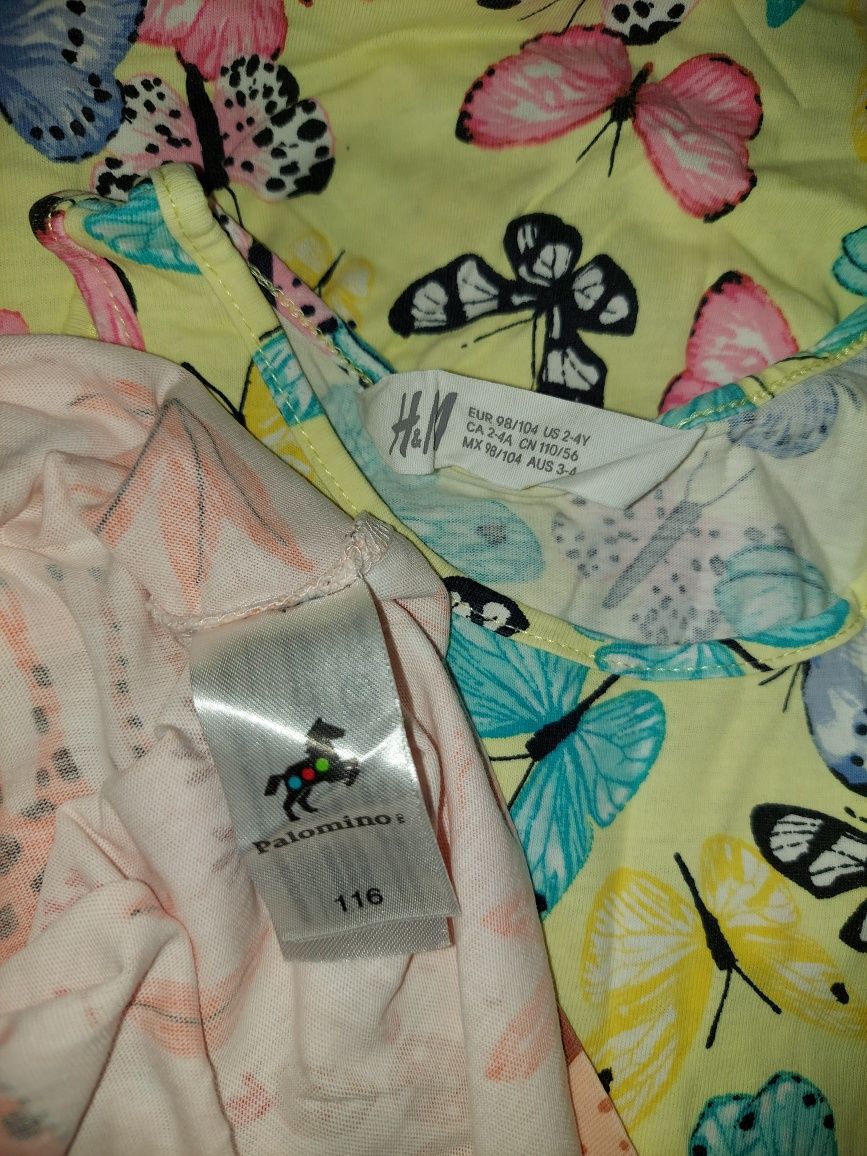 H&M
EUR 98/104 US 2-4Y
CA 2-4A CN 110/56
MX 98/104 AUS 3-4
Palomino
116